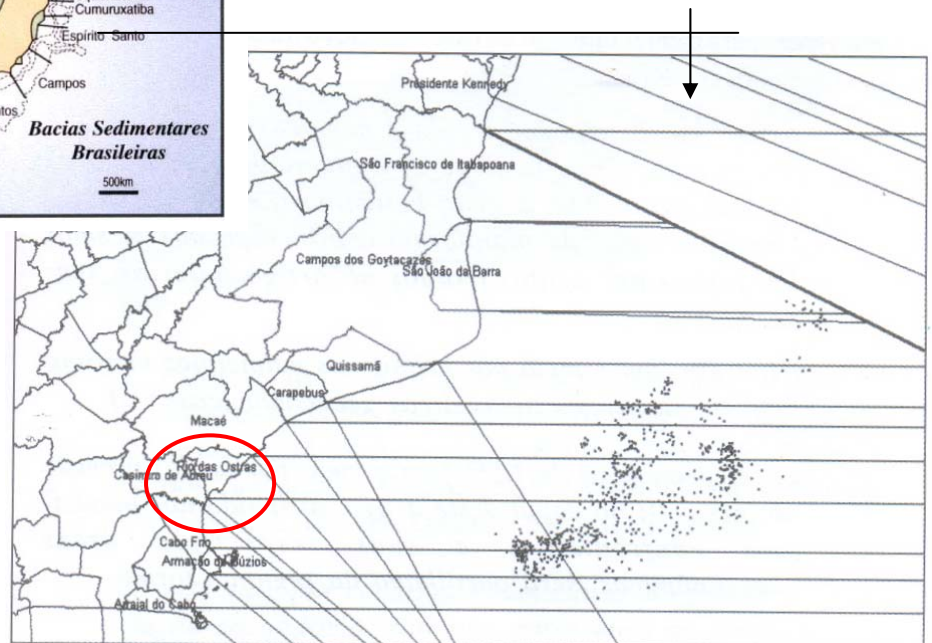 Cumuruxatiba
Espírito Santo
Campos
tos
Bacias Sedimentares
Brasileiras
500km
Presidente Kennedy
São Francisco de Itabapoana
Campos dos Goytacazes
São João da Barra
Quissamã
Carapebus
Macaé
Rio das Ostras
Casimiro de Abreu
Cabo Frio
Armação de Búzios
Arraial do Cabo